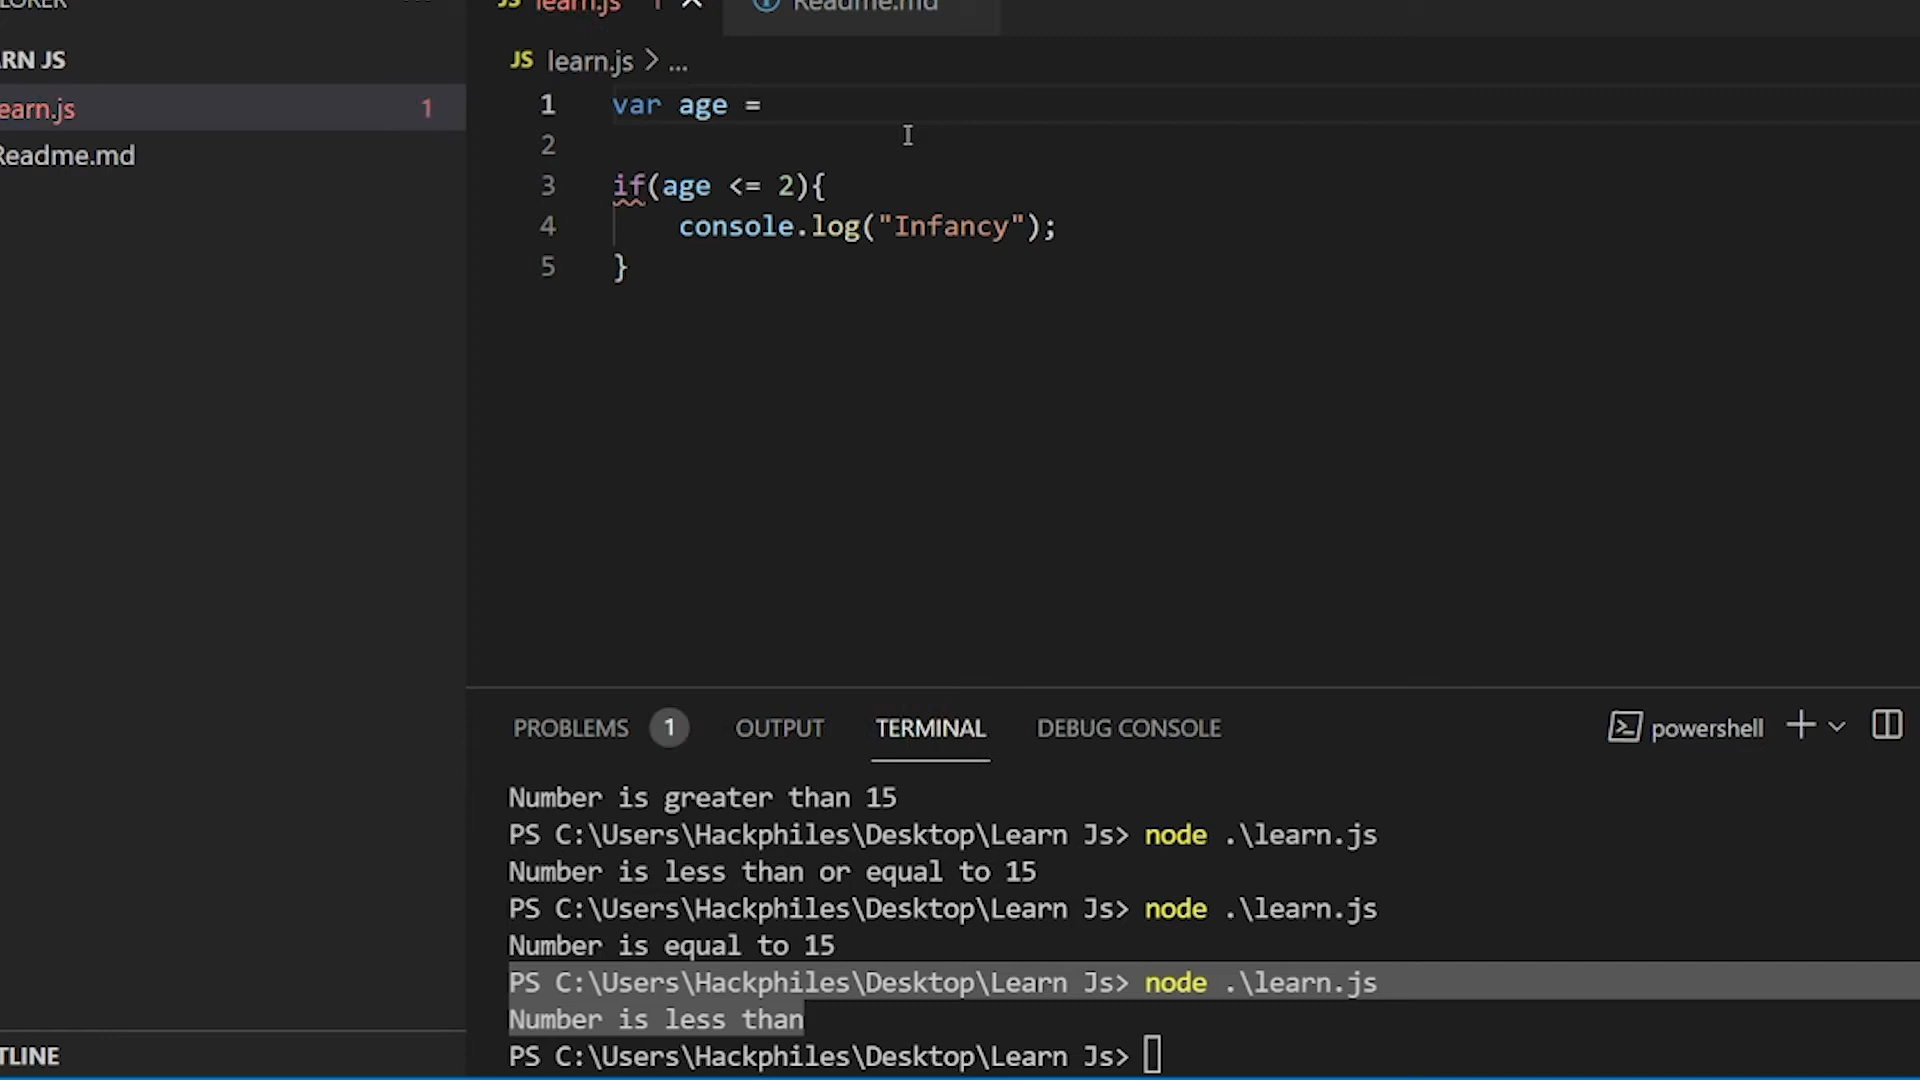 LORER ...
learn.js 1
Readme.md
RN JS
earn.js 1
Readme.md
JS learn.js > ...
1 var age =
2
3 if(age <= 2){
4 console.log("Infancy");
5 }
PROBLEMS 1 OUTPUT TERMINAL DEBUG CONSOLE powershell
Number is greater than 15
PS C:\Users\Hackphiles\Desktop\Learn Js> node .\learn.js
Number is less than or equal to 15
PS C:\Users\Hackphiles\Desktop\Learn Js> node .\learn.js
Number is equal to 15
PS C:\Users\Hackphiles\Desktop\Learn Js> node .\learn.js
Number is less than
PS C:\Users\Hackphiles\Desktop\Learn Js>
TLINE